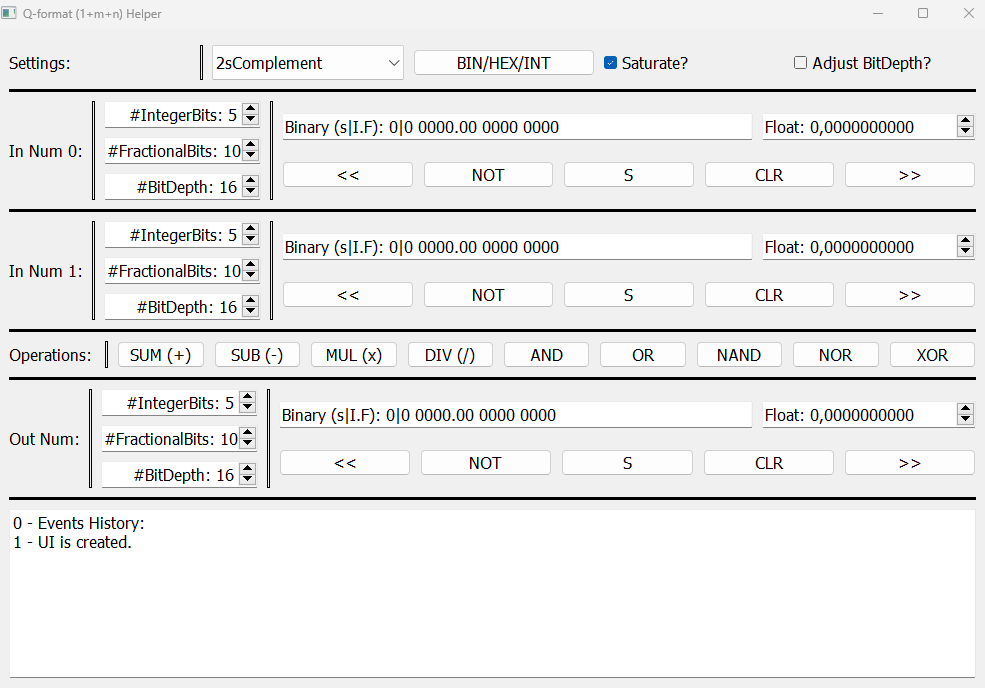 Q-format (1+m+n) Helper
Settings: 2sComplement BIN/HEX/INT Saturate? Adjust BitDepth?
#IntegerBits: 5
Binary (s|I.F): 0|0 0000.00 0000 0000 Float: 0,0000000000
In Num 0: #FractionalBits: 10
<< NOT S CLR >>
#BitDepth: 16
#IntegerBits: 5
Binary (s|I.F): 0|0 0000.00 0000 0000 Float: 0,0000000000
In Num 1: #FractionalBits: 10
<< NOT S CLR >>
#BitDepth: 16
Operations: SUM (+) SUB (-) MUL (x) DIV (/) AND OR NAND NOR XOR
#IntegerBits: 5
Binary (s|I.F): 0|0 0000.00 0000 0000 Float: 0,0000000000
Out Num: #FractionalBits: 10
<< NOT S CLR >>
#BitDepth: 16
0 - Events History:
1 - UI is created.